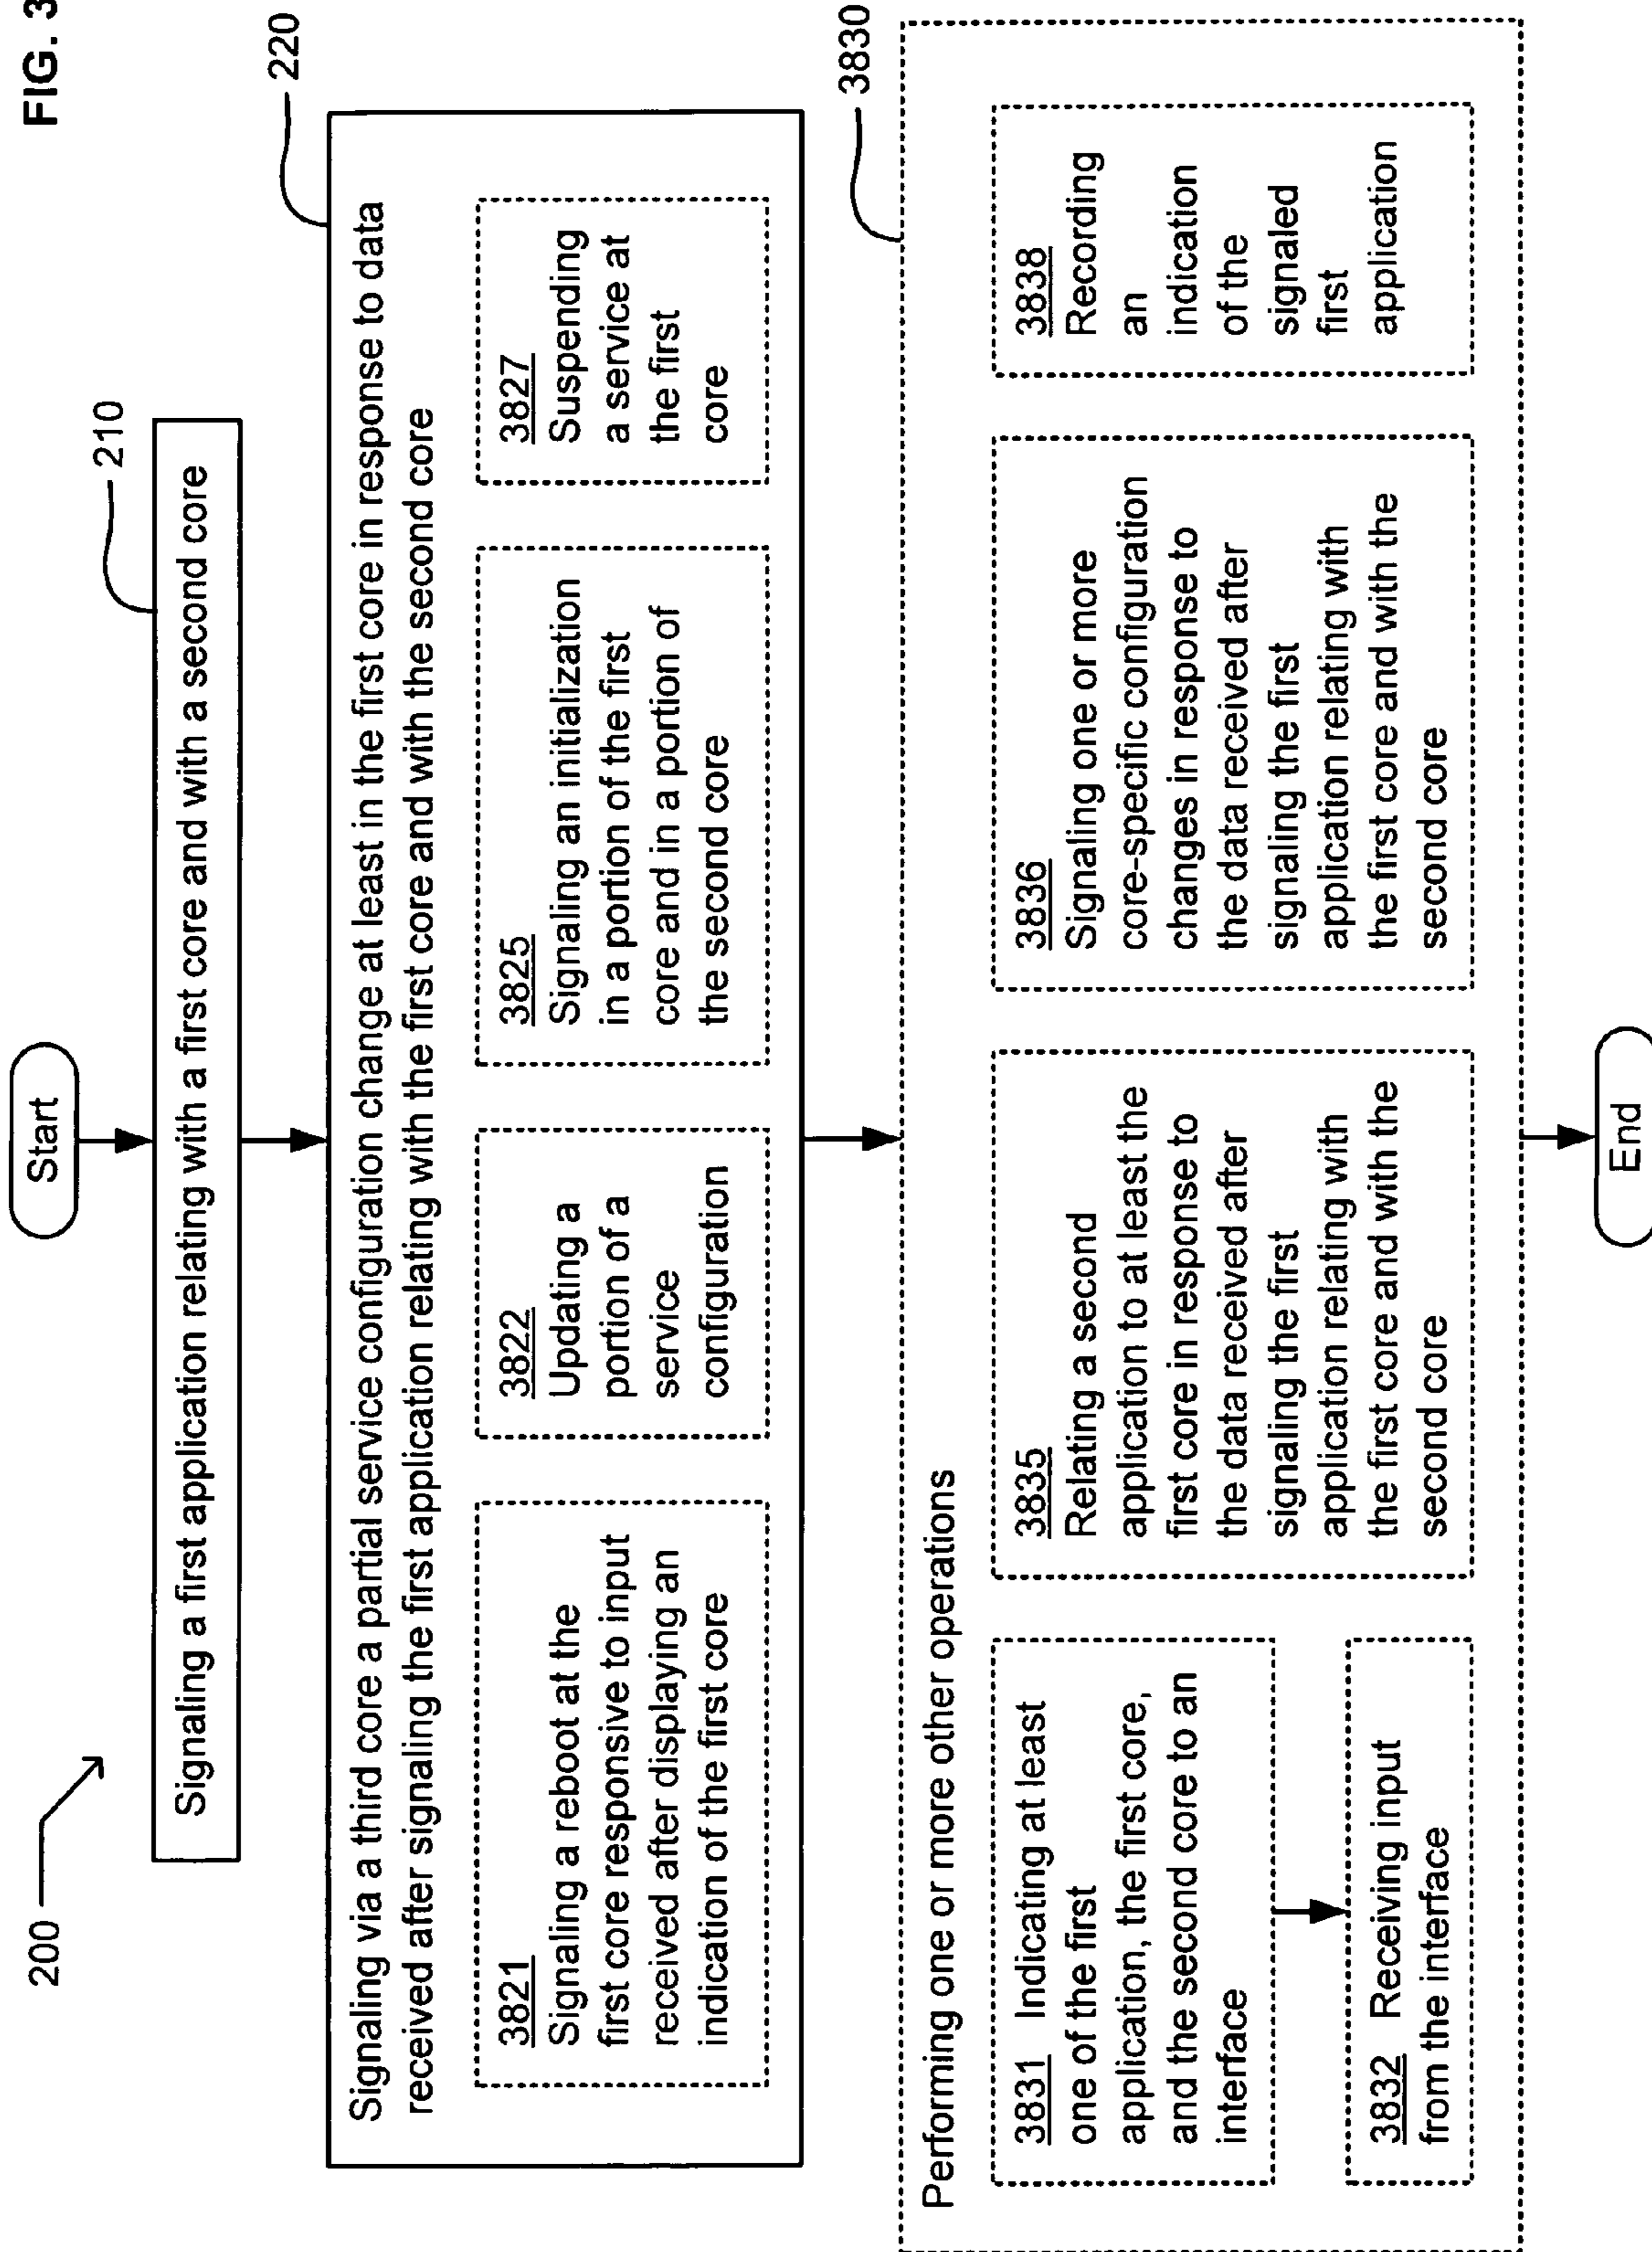 FIG. 3
200
Start
210
Signaling a first application relating with a first core and with a second core
220
Signaling via a third core a partial service configuration change at least in the first core in response to data
received after signaling the first application relating with the first core and with the second core
3821
Signaling a reboot at the
first core responsive to input
received after displaying an
indication of the first core
3822
Updating a
portion of a
service
configuration
3825
Signaling an initialization
in a portion of the first
core and in a portion of
the second core
3827
Suspending
a service at
the first
core
3830
Performing one or more other operations
3831 Indicating at least
one of the first
application, the first core,
and the second core to an
interface
3832 Receiving input
from the interface
3835
Relating a second
application to at least the
first core in response to
the data received after
signaling the first
application relating with
the first core and with the
second core
3836
Signaling one or more
core-specific configuration
changes in response to
the data received after
signaling the first
application relating with
the first core and with the
second core
3838
Recording
an
indication
of the
signaled
first
application
End